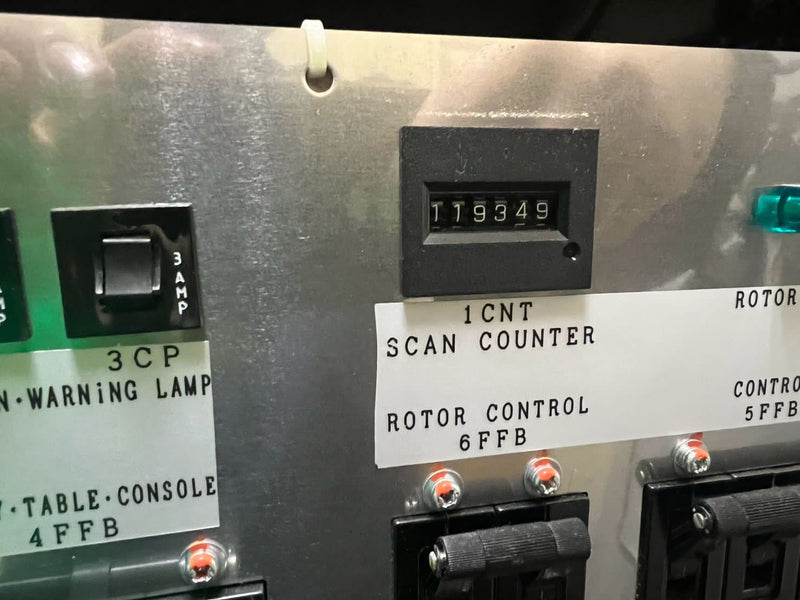 119349
3 AMP
1CNT
SCAN COUNTER
ROTOR CONTROL
6FFB
3CP
N·WARNiNG LAMP
·TABLE·CONSOLE
4FFB
ROTOR
CONTRO
5FFB